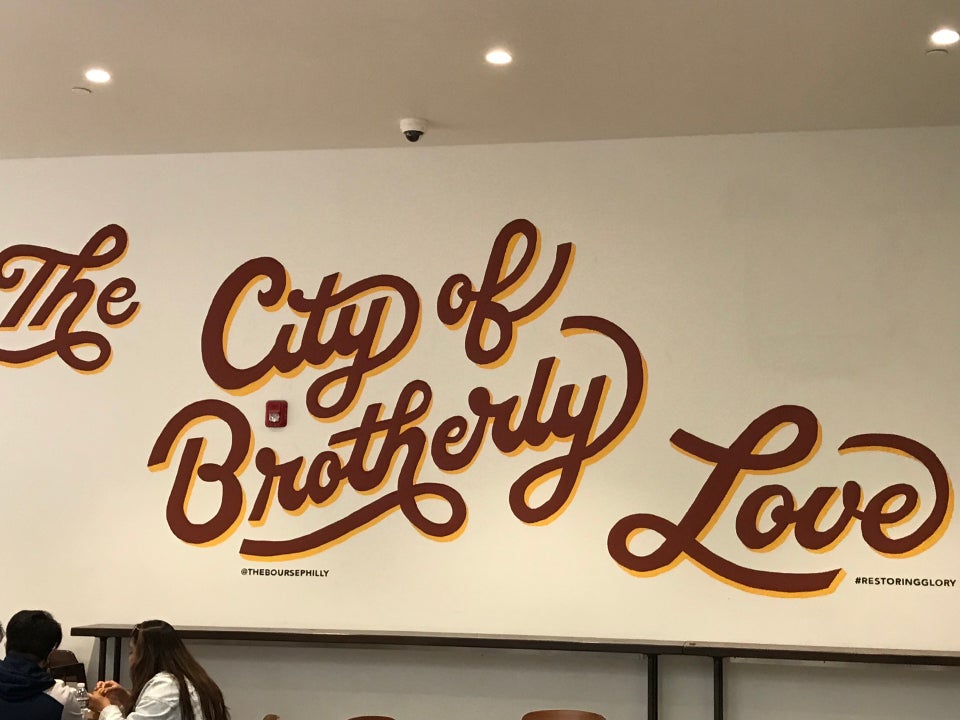 The City of
Brotherly Love
@THEBOURSEPHILLY
#RESTORINGGLORY